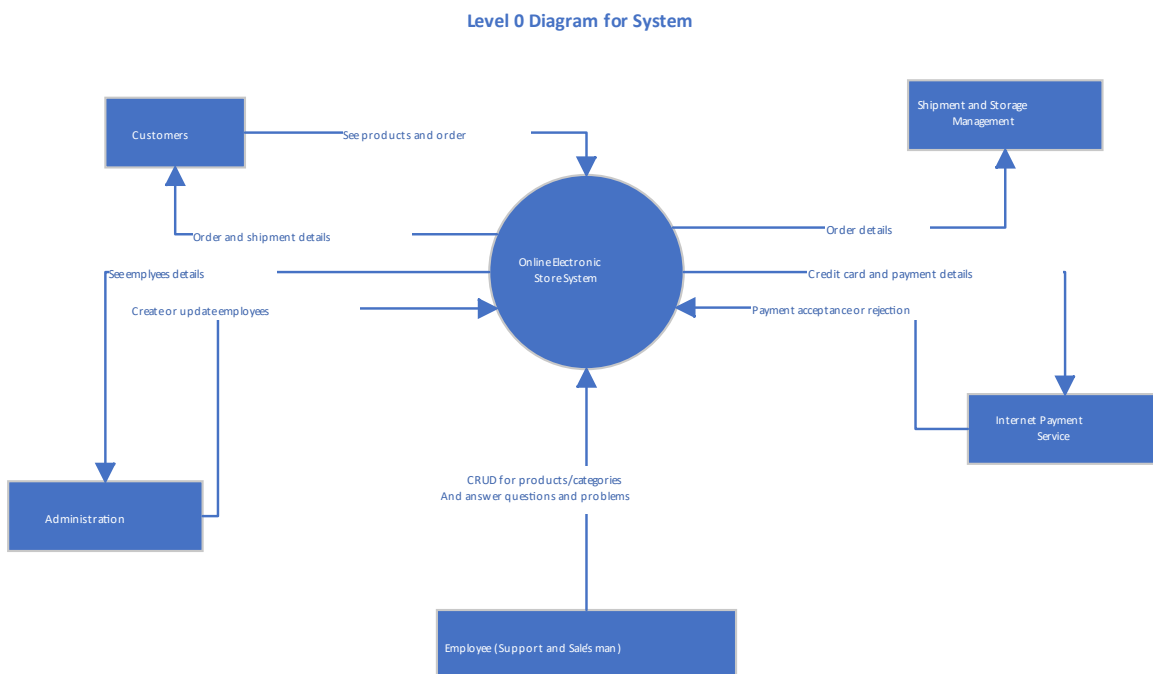 Level 0 Diagram for System
Customers
See products and order
Shipment and Storage
Management
Order and shipment details
Order details
Online Electronic
Store System
See emplyees details
Credit card and payment details
Create or update employees
Payment acceptance or rejection
Internet Payment
Service
CRUD for products/categories
And answer questions and problems
Administration
Employee (Support and Sale's man)